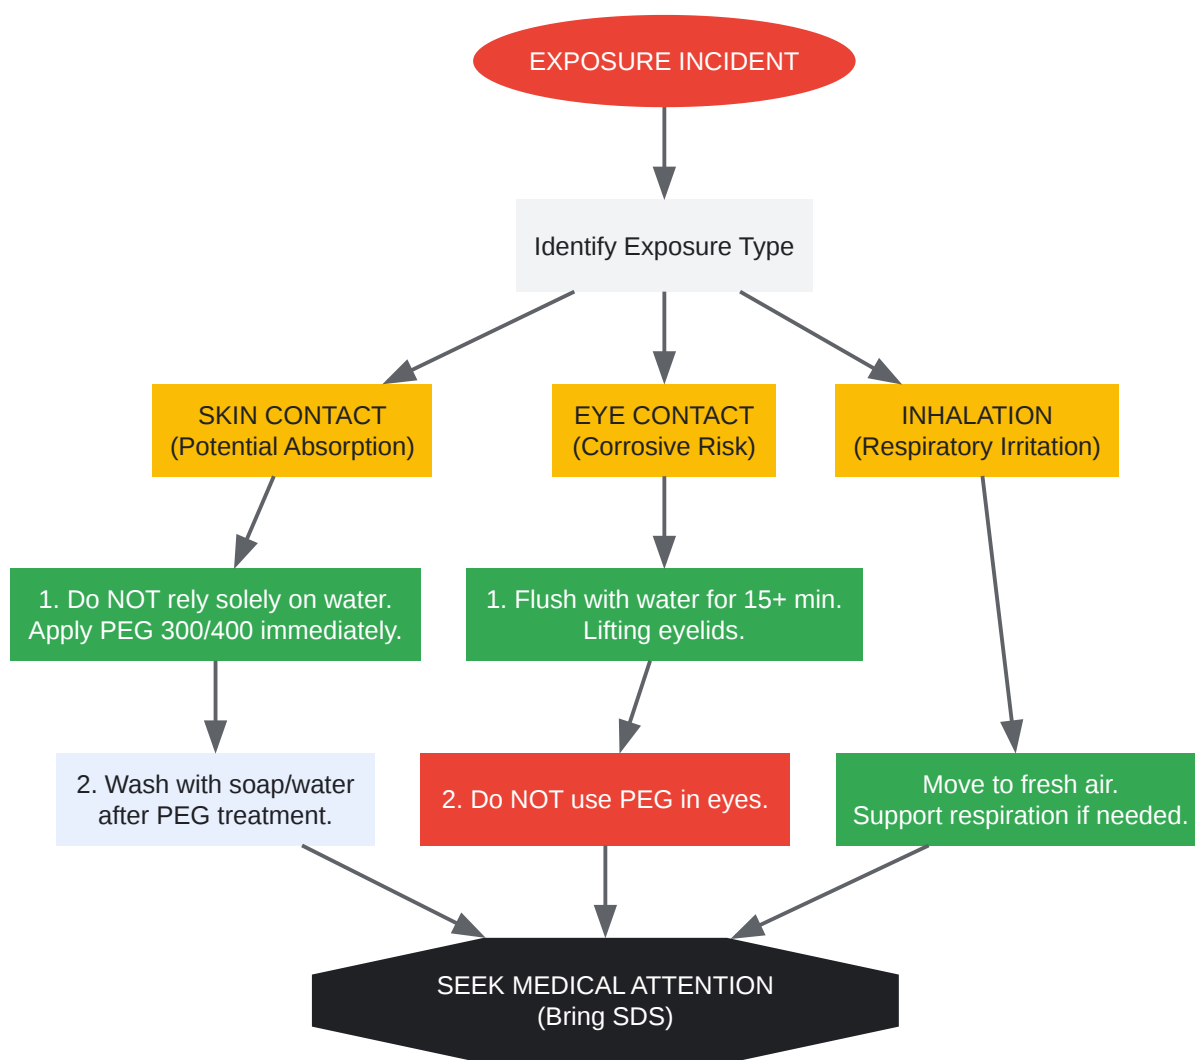 EXPOSURE INCIDENT
Identify Exposure Type
SKIN CONTACT
(Potential Absorption)
EYE CONTACT
(Corrosive Risk)
INHALATION
(Respiratory Irritation)
1. Do NOT rely solely on water.
Apply PEG 300/400 immediately.
1. Flush with water for 15+ min.
Lifting eyelids.
2. Wash with soap/water
after PEG treatment.
2. Do NOT use PEG in eyes.
Move to fresh air.
Support respiration if needed.
SEEK MEDICAL ATTENTION
(Bring SDS)